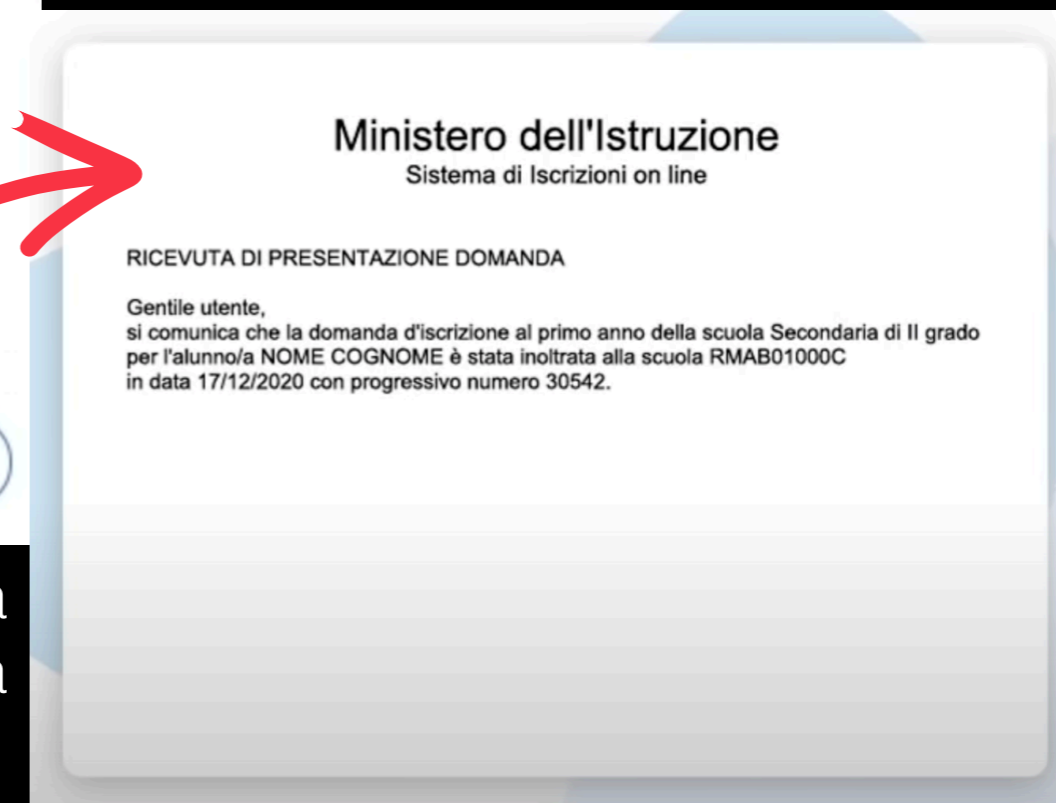 Ministero dell'Istruzione
Sistema di Iscrizioni on line
RICEVUTA DI PRESENTAZIONE DOMANDA
Gentile utente,
si comunica che la domanda d'iscrizione al primo anno della scuola Secondaria di II grado
per l'alunno/a NOME COGNOME è stata inoltrata alla scuola RMAB01000C
in data 17/12/2020 con progressivo numero 30542.